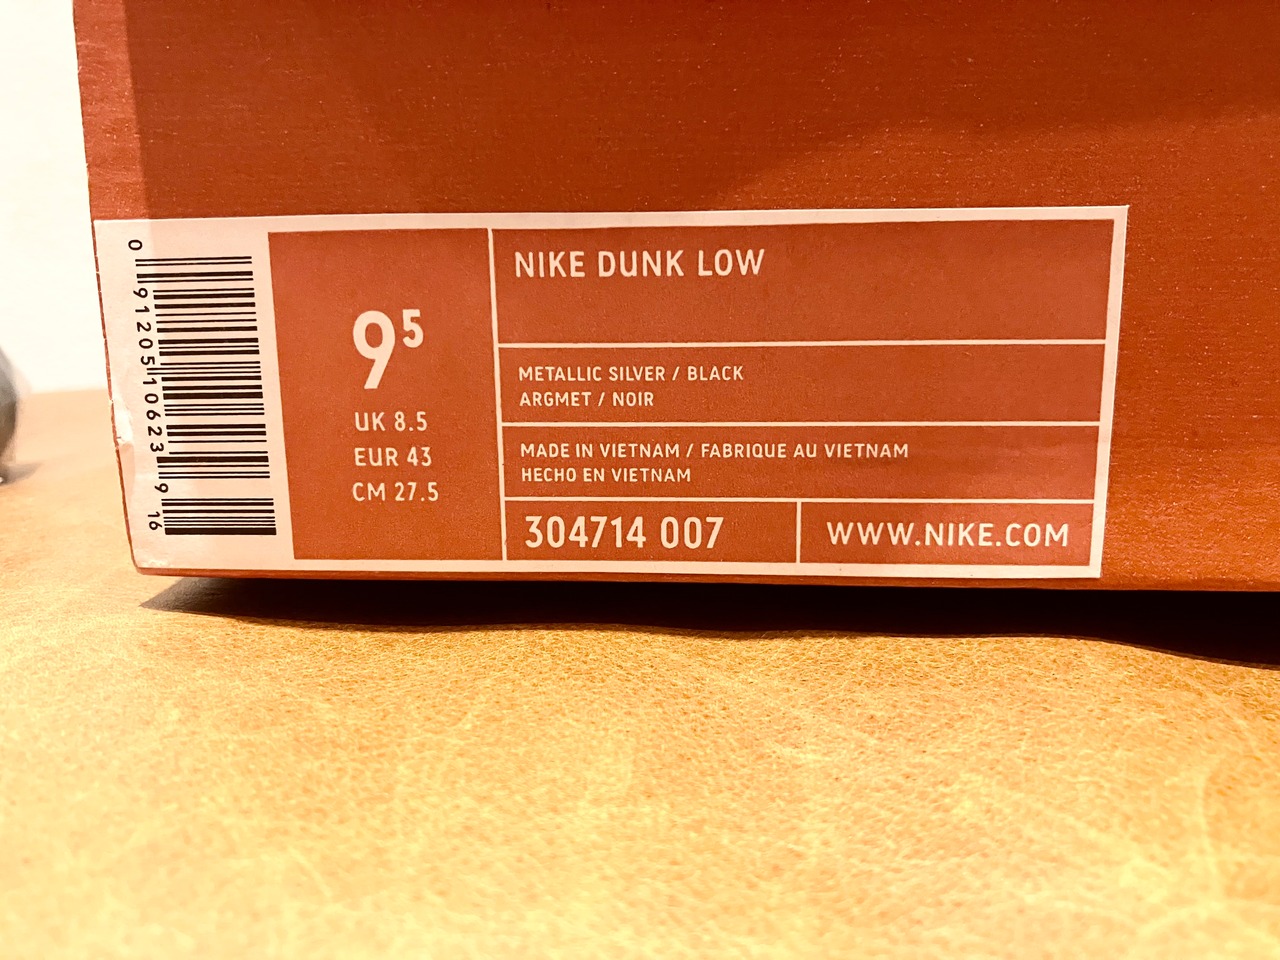 0 91205 10623 9 16
9⁵
UK 8.5
EUR 43
CM 27.5
NIKE DUNK LOW
METALLIC SILVER / BLACK
ARGMET / NOIR
MADE IN VIETNAM / FABRIQUE AU VIETNAM
HECHO EN VIETNAM
304714 007
WWW.NIKE.COM